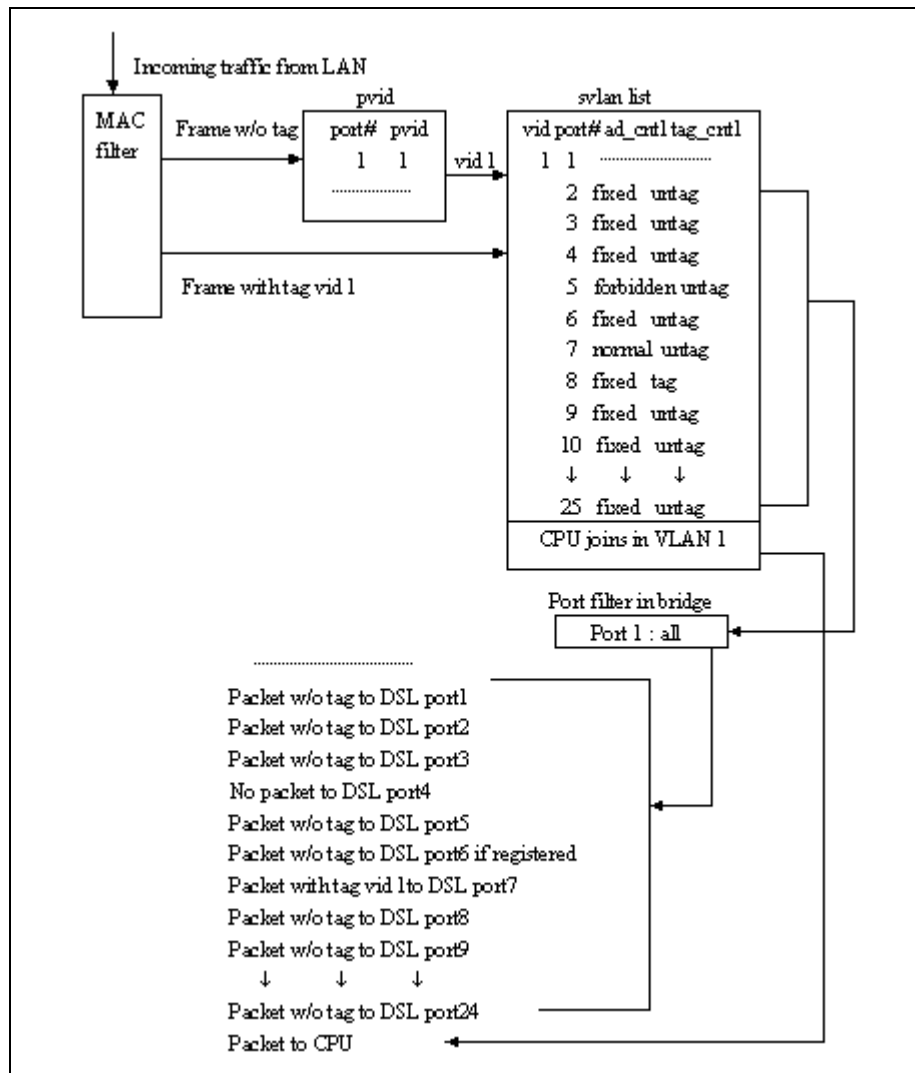 Incoming traffic from LAN
MAC
filter
Frame w/o tag
pvid
port# pvid
1 1
vid 1
svlan list
vid port# ad_cntl tag_cntl
1 1
2 fixed untag
3 fixed untag
4 fixed untag
5 forbidden untag
6 fixed untag
7 normal untag
8 fixed tag
9 fixed untag
10 fixed untag
↓ ↓ ↓
25 fixed untag
CPU joins in VLAN 1
Frame with tag vid 1
Port filter in bridge
Port 1 : all
Packet w/o tag to DSL port1
Packet w/o tag to DSL port2
Packet w/o tag to DSL port3
No packet to DSL port4
Packet w/o tag to DSL port5
Packet w/o tag to DSL port6 if registered
Packet with tag vid 1to DSL port7
Packet w/o tag to DSL port8
Packet w/o tag to DSL port9
↓ ↓ ↓
Packet w/o tag to DSL port24
Packet to CPU